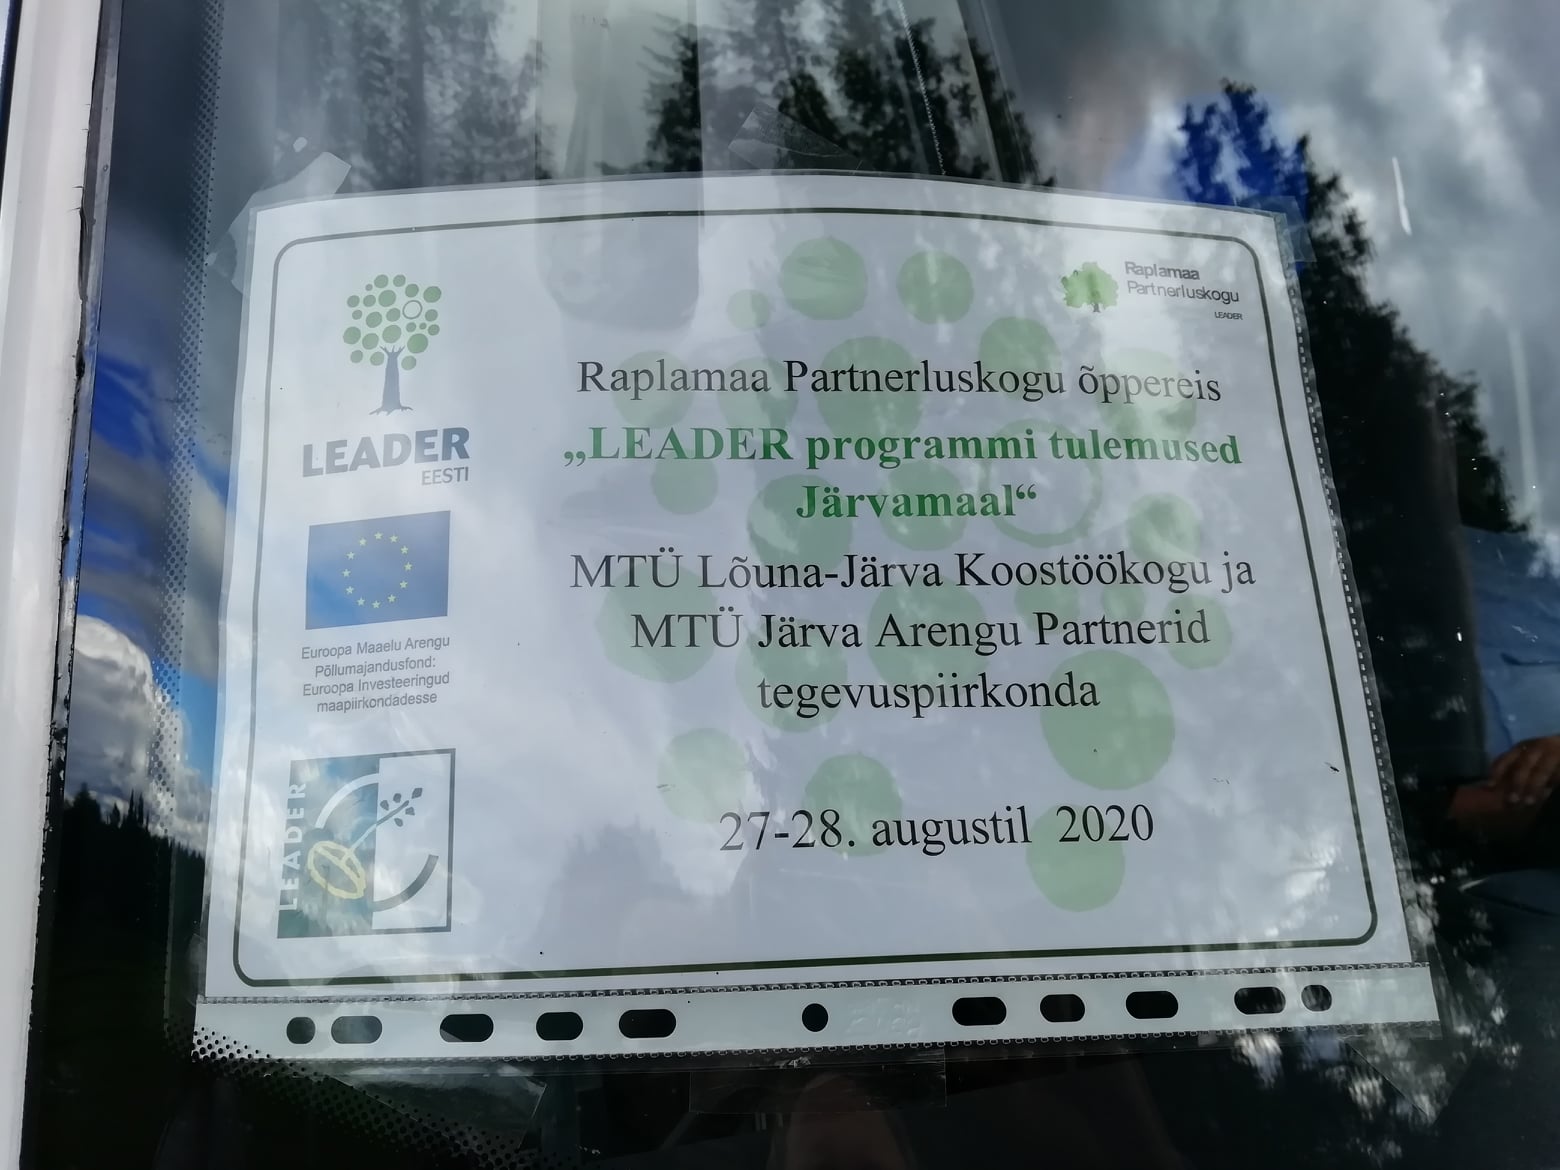 LEADER
EESTI
Euroopa Maaelu Arengu
Põllumajandusfond:
Euroopa Investeeringud
maapiirkondadesse
LEADER
Raplamaa
Partnerluskogu
LEADER
Raplamaa Partnerluskogu õppereis
„LEADER programmi tulemused
Järvamaal“
MTÜ Lõuna-Järva Koostöökogu ja
MTÜ Järva Arengu Partnerid
tegevuspiirkonda
27-28. augustil 2020